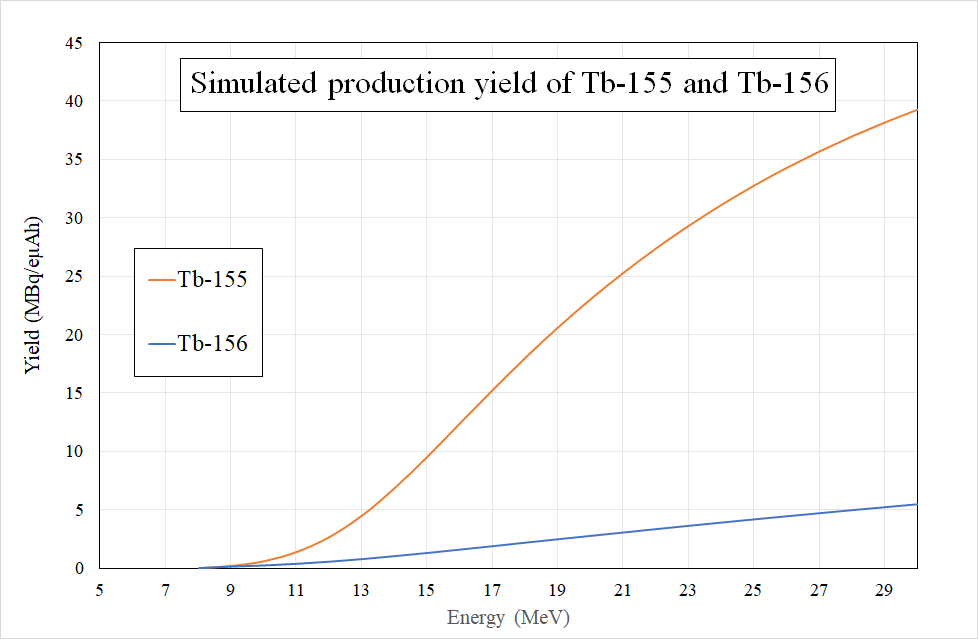 Simulated production yield of Tb-155 and Tb-156
45
40
35
30
25
20
15
10
5
0
Yield (MBq/eμAh)
Tb-155
Tb-156
5 7 9 11 13 15 17 19 21 23 25 27 29
Energy (MeV)